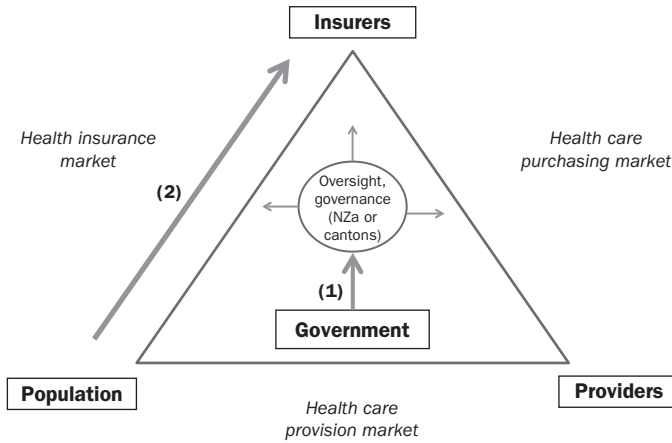 Insurers
Health insurance
market
Health care
purchasing market
(2)
Oversight,
governance
(NZa or
cantons)
(1)
Government
Population
Providers
Health care
provision market